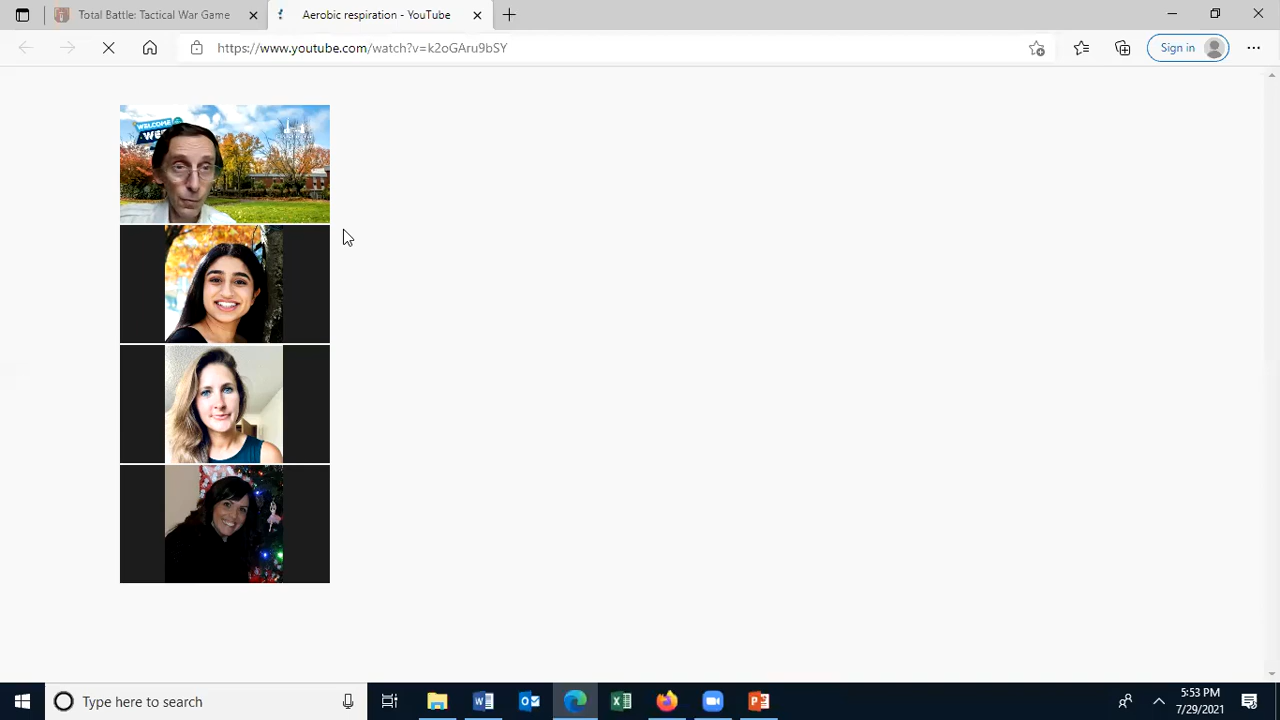 Total Battle: Tactical War Game
Aerobic respiration - YouTube
https://www.youtube.com/watch?v=k2oGAru9bSY
Sign in
WELCOME
Type here to search
5:53 PM
7/29/2021